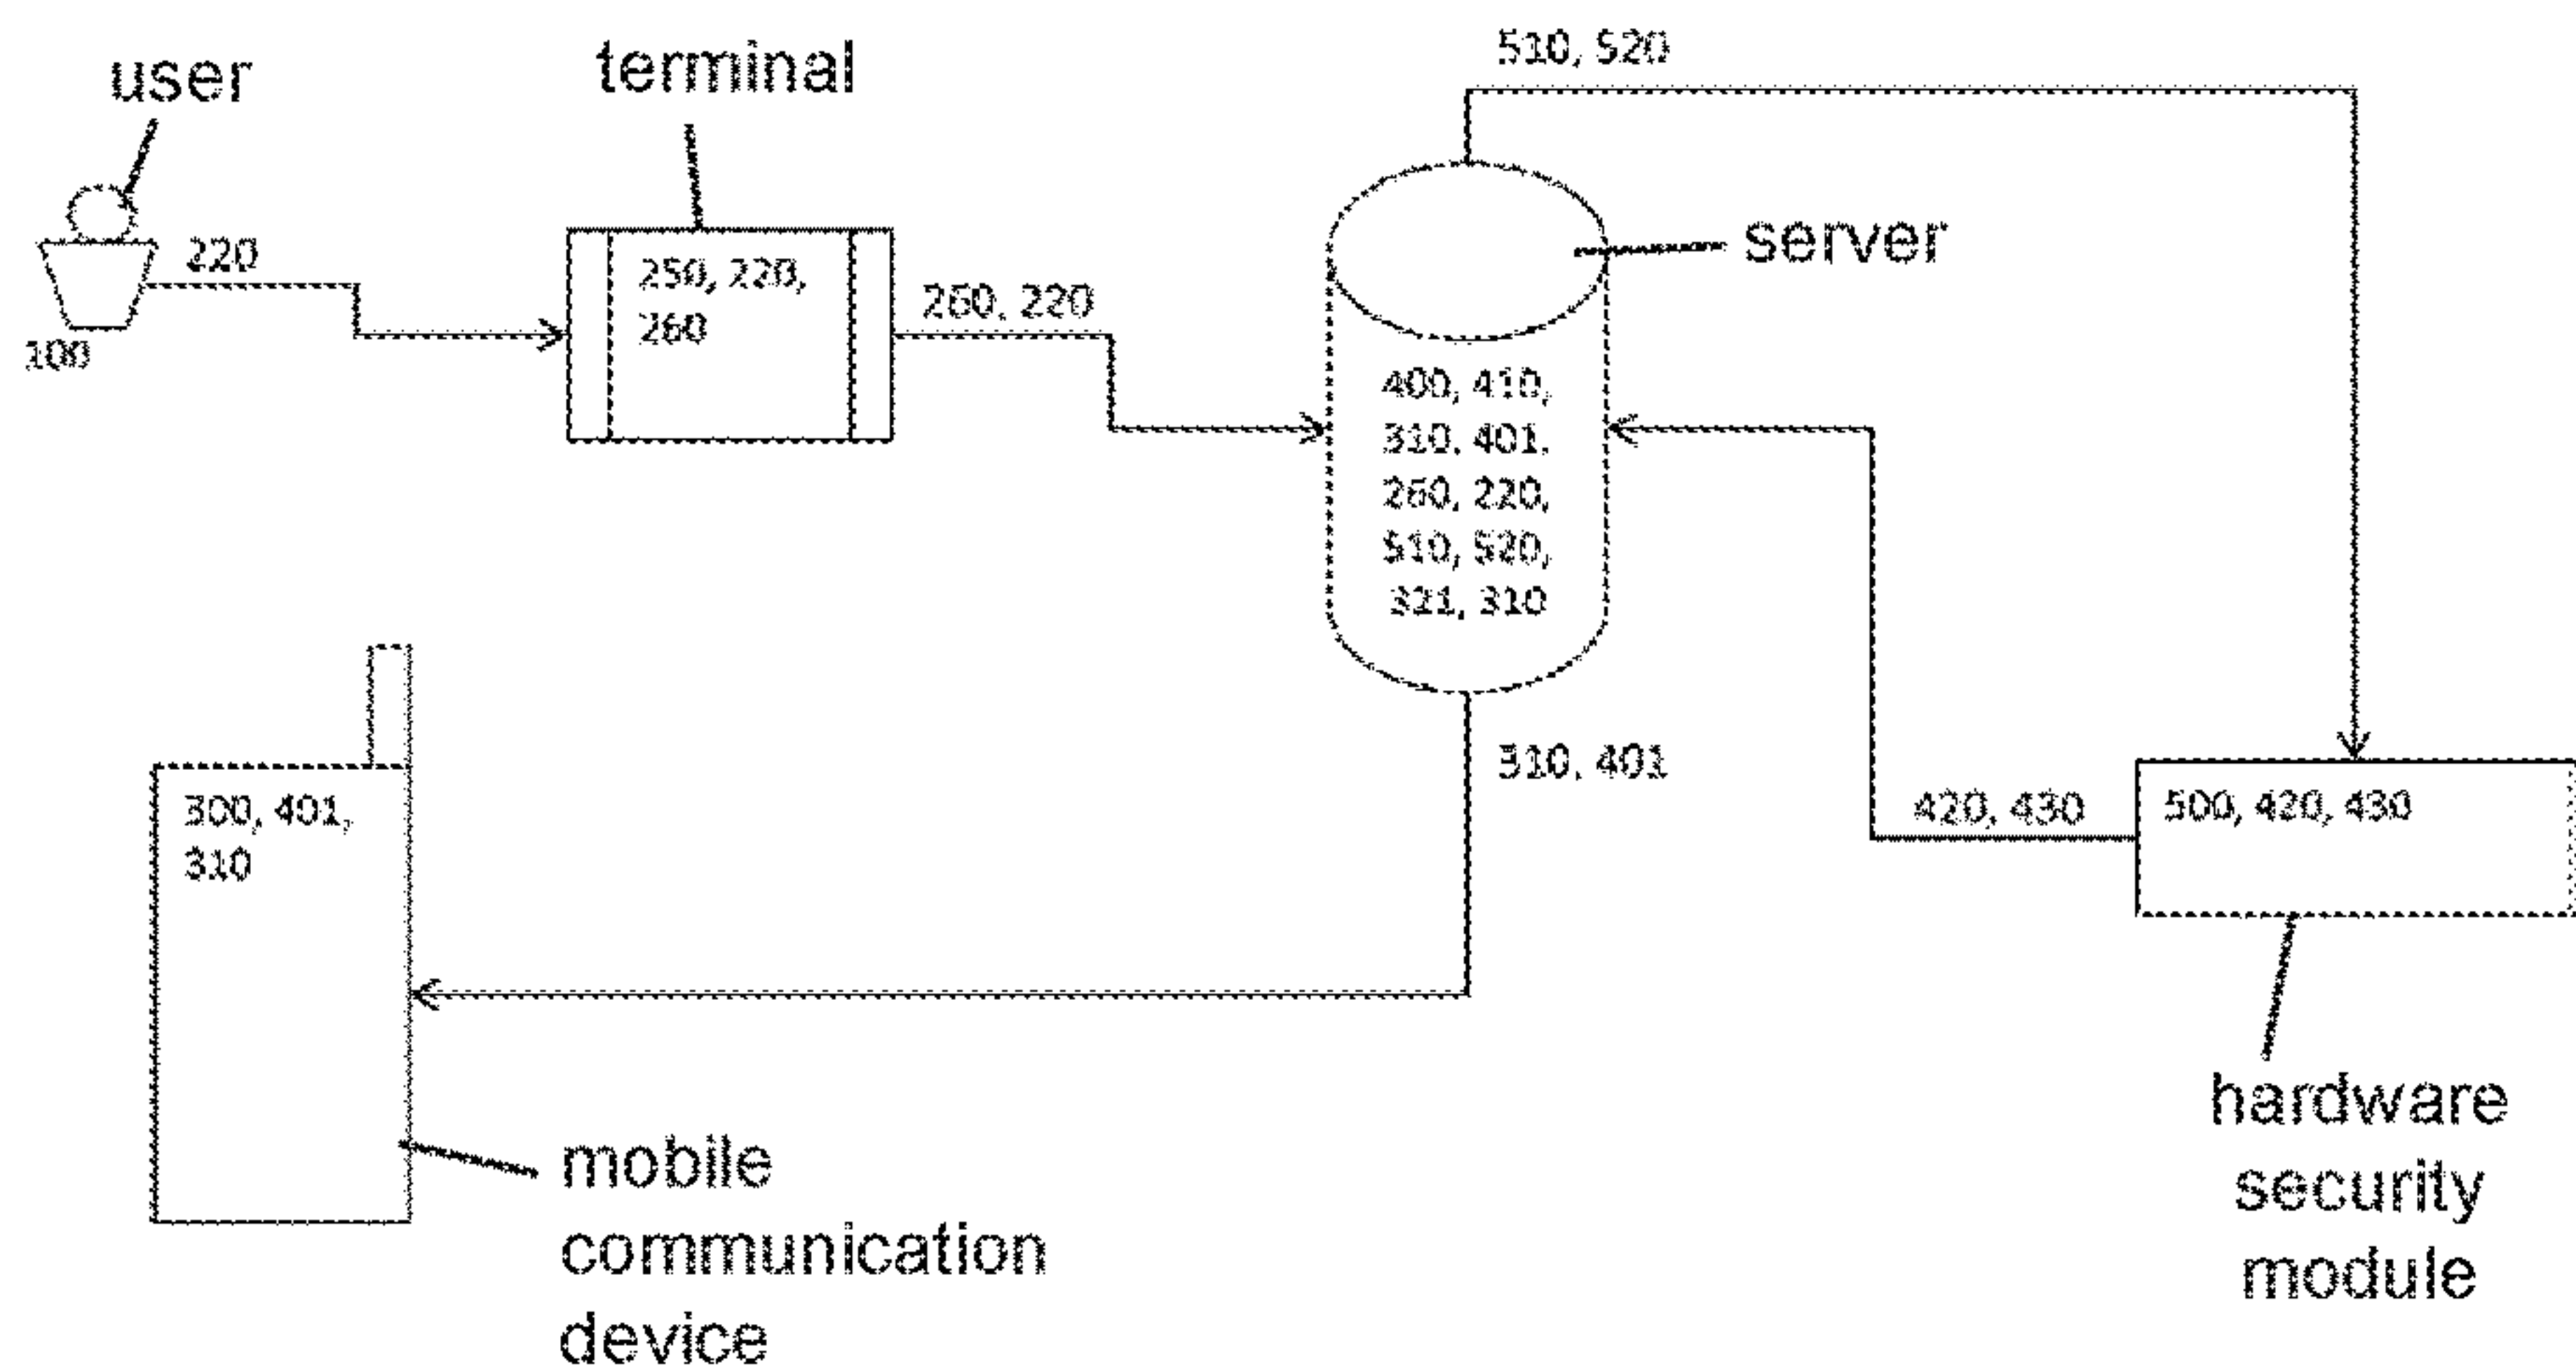 user
terminal
510, 520
server
220
250, 220,
260
260, 220
100
400, 410,
310, 401,
260, 220,
510, 520,
321, 310
310, 401
300, 401,
310
420, 430
500, 420, 430
mobile
communication
device
hardware
security
module